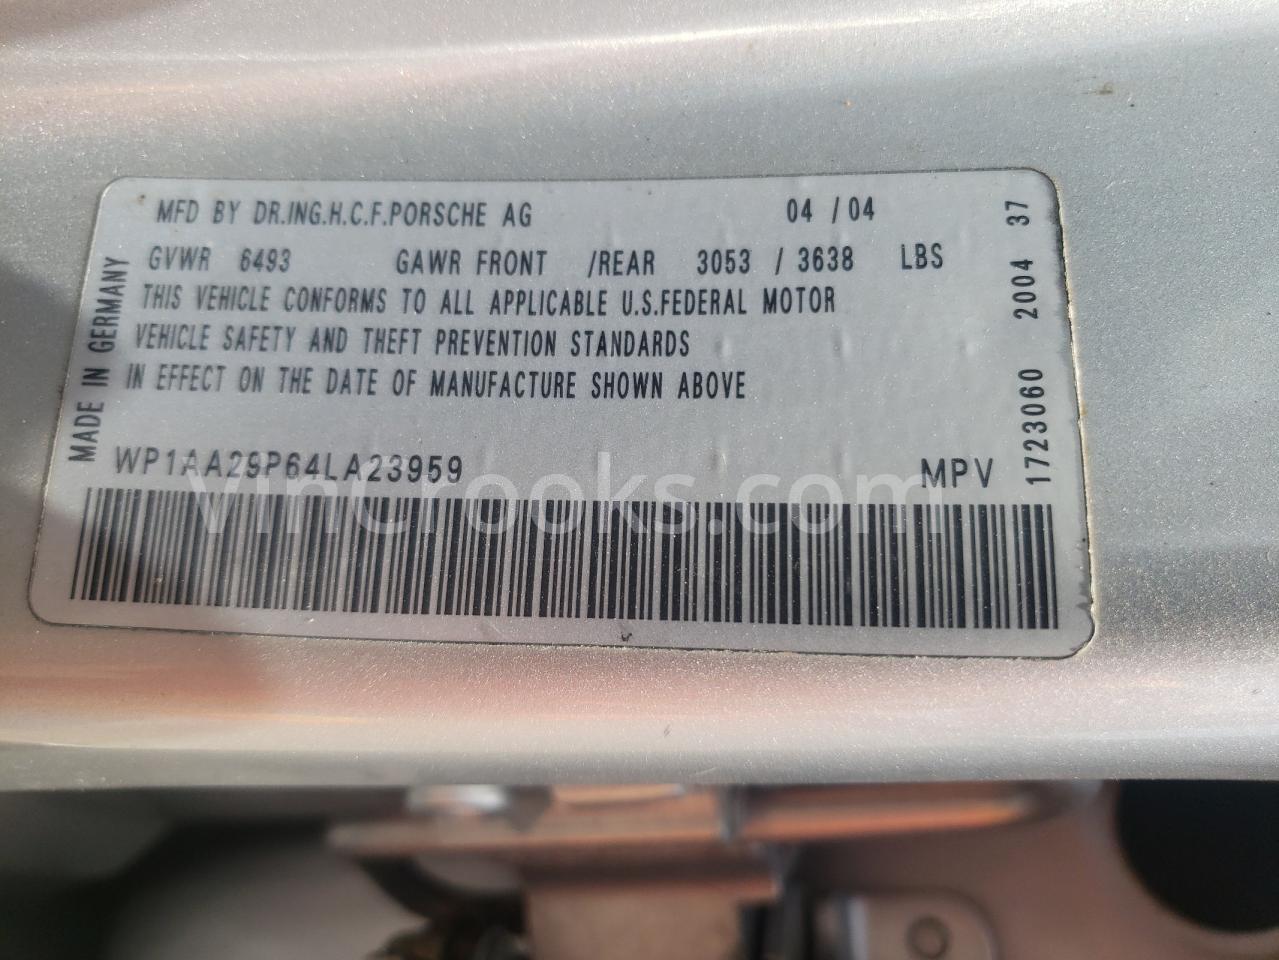 MFD BY DR.ING.H.C.F.PORSCHE AG 04 / 04
GVWR 6493 GAWR FRONT /REAR 3053 / 3638 LBS
THIS VEHICLE CONFORMS TO ALL APPLICABLE U.S.FEDERAL MOTOR
VEHICLE SAFETY AND THEFT PREVENTION STANDARDS
IN EFFECT ON THE DATE OF MANUFACTURE SHOWN ABOVE
WP1AA29P64LA23959 MPV
MADE IN GERMANY
1723060 2004 37
vinCrooks.com